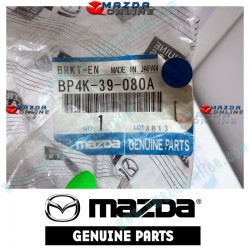 MAZDA
ONLINE
BRKT-EN MADE IN JAPAN
BP4K-39-080A
1
mazda
GENUINE PARTS
mazda
GENUINE PARTS